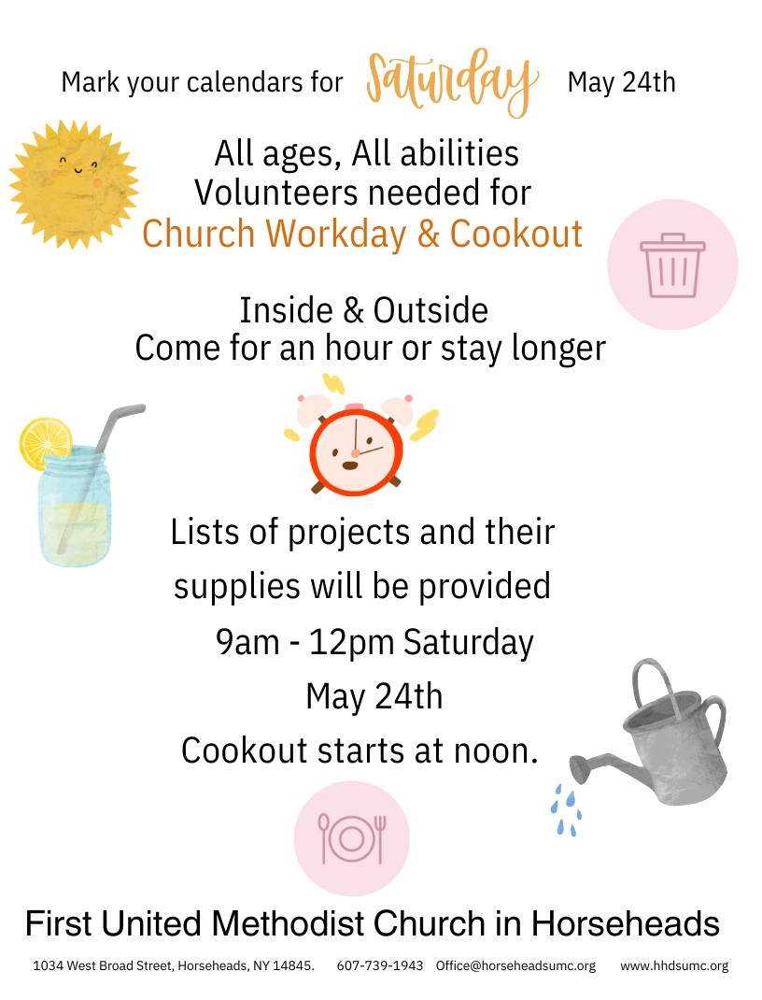 Mark your calendars for Saturday May 24th
All ages, All abilities
Volunteers needed for
Church Workday & Cookout
Inside & Outside
Come for an hour or stay longer
Lists of projects and their
supplies will be provided
9am - 12pm Saturday
May 24th
Cookout starts at noon.
First United Methodist Church in Horseheads
1034 West Broad Street, Horseheads, NY 14845. 607-739-1943 Office@horseheadsumc.org www.hhdsumc.org